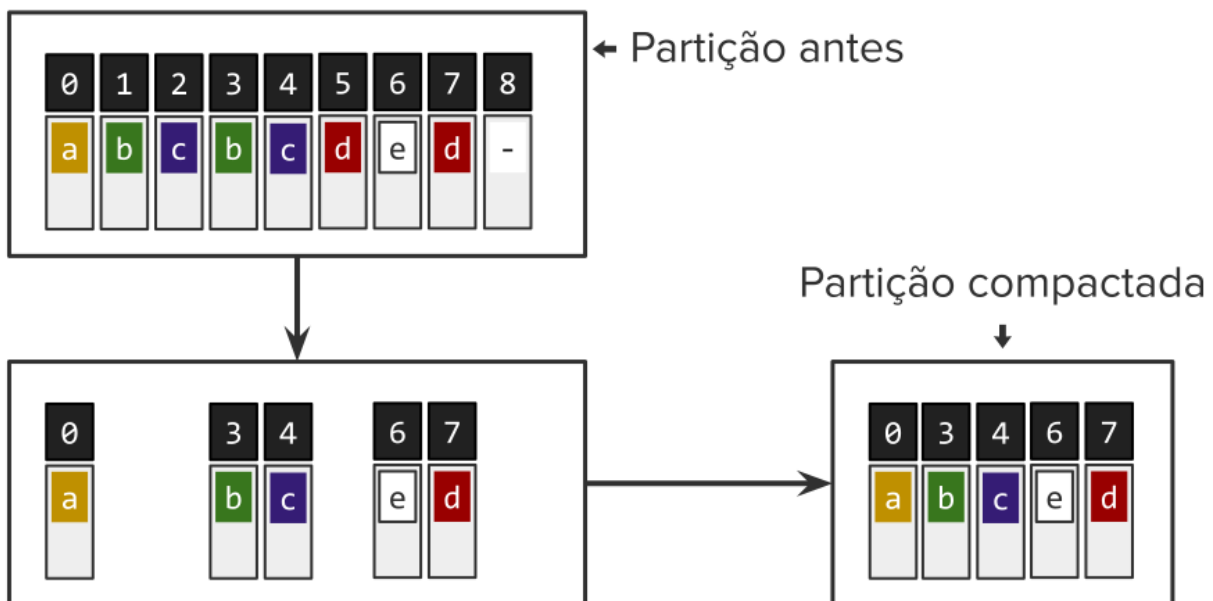 ← Partição antes
0 1 2 3 4 5 6 7 8
a b c b c d e d -
Partição compactada
↓
0 3 4 6 7
a b c e d
0 3 4 6 7
a b c e d